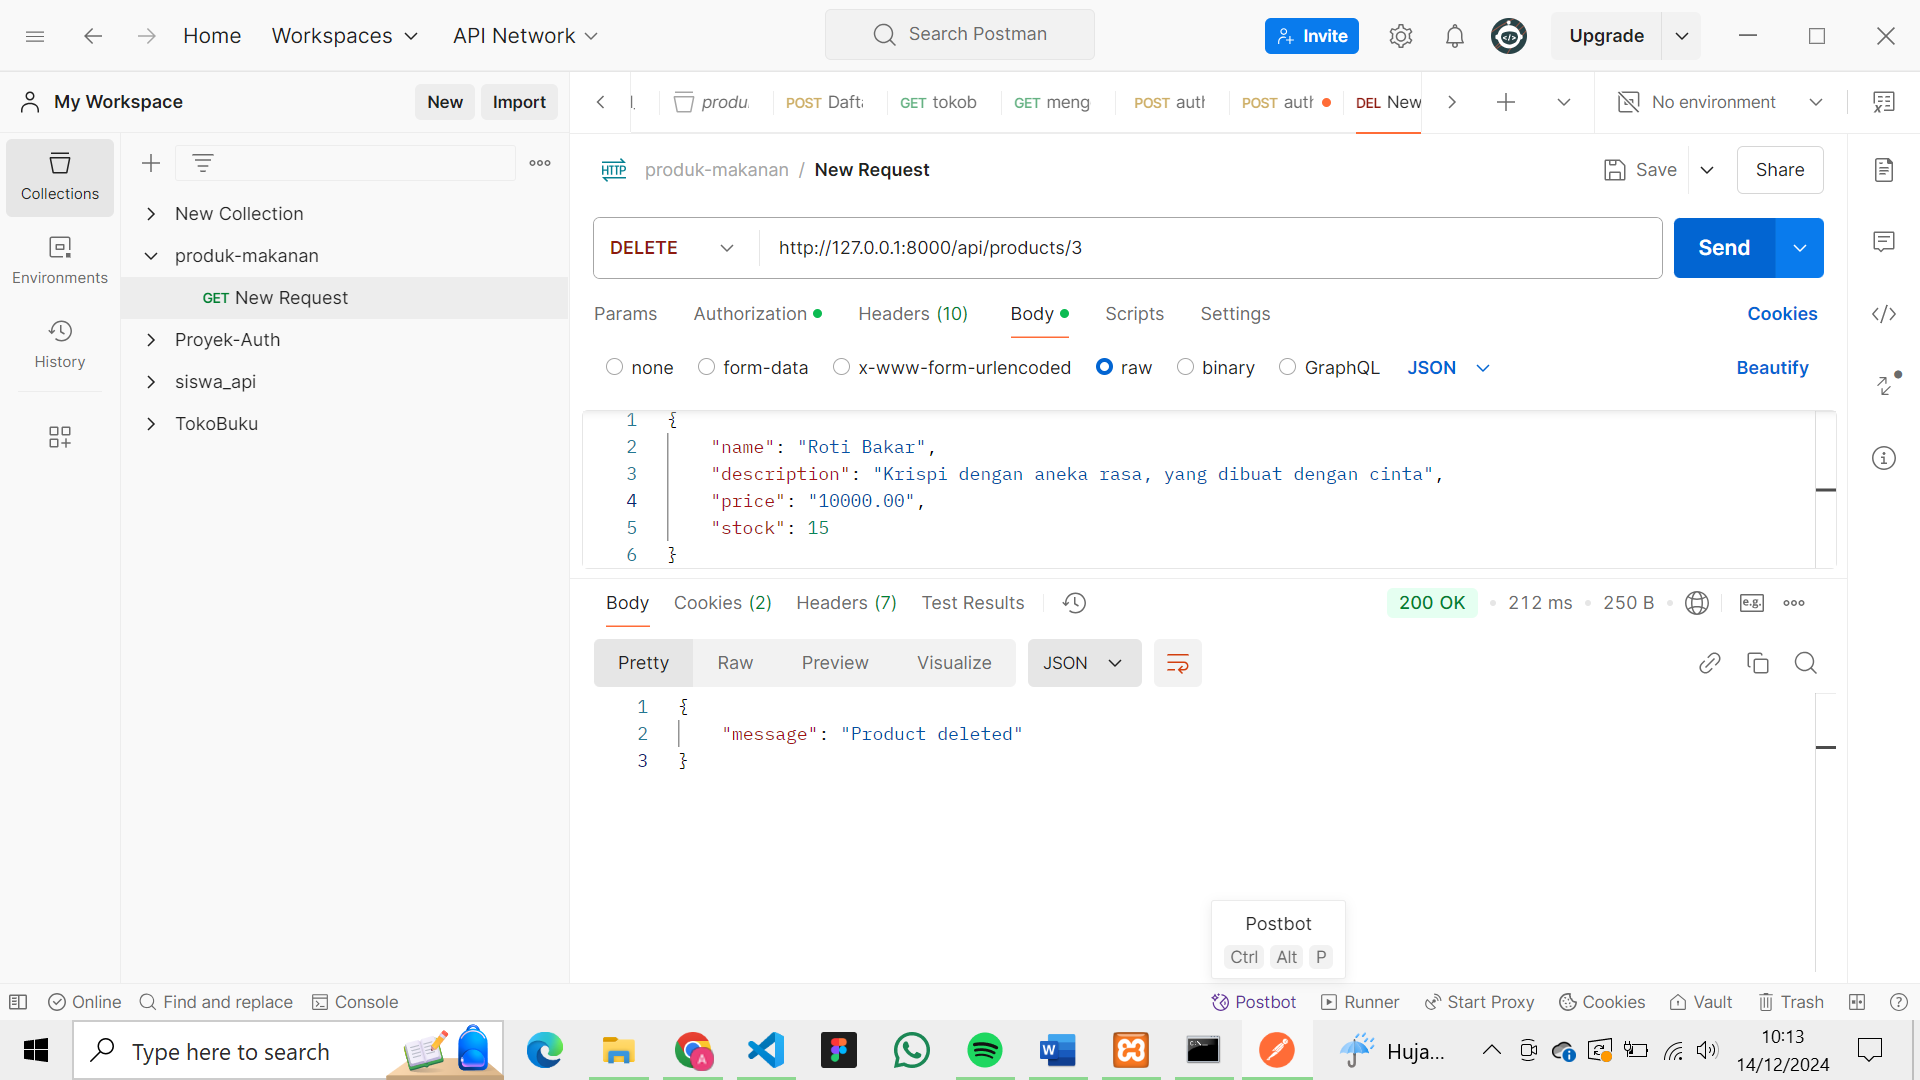 Home
Workspaces
API Network
Search Postman
Invite
Upgrade
My Workspace
New
Import
produ
POST Dafta
GET tokob
GET meng
POST auth
POST auth
DEL New
No environment
Collections
Environments
History
New Collection
produk-makanan
GET New Request
Proyek-Auth
siswa_api
TokoBuku
HTTP produk-makanan / New Request
Save
Share
DELETE
http://127.0.0.1:8000/api/products/3
Send
Params
Authorization
Headers (10)
Body
Scripts
Settings
Cookies
none
form-data
x-www-form-urlencoded
raw
binary
GraphQL
JSON
Beautify
1 {
2 "name": "Roti Bakar",
3 "description": "Krispi dengan aneka rasa, yang dibuat dengan cinta",
4 "price": "10000.00",
5 "stock": 15
6 }
Body
Cookies (2)
Headers (7)
Test Results
200 OK
212 ms
250 B
e.g.
Pretty
Raw
Preview
Visualize
JSON
1 {
2 "message": "Product deleted"
3 }
Postbot
Ctrl Alt P
Online
Find and replace
Console
Postbot
Runner
Start Proxy
Cookies
Vault
Trash
Type here to search
A
Huja...
10:13
14/12/2024